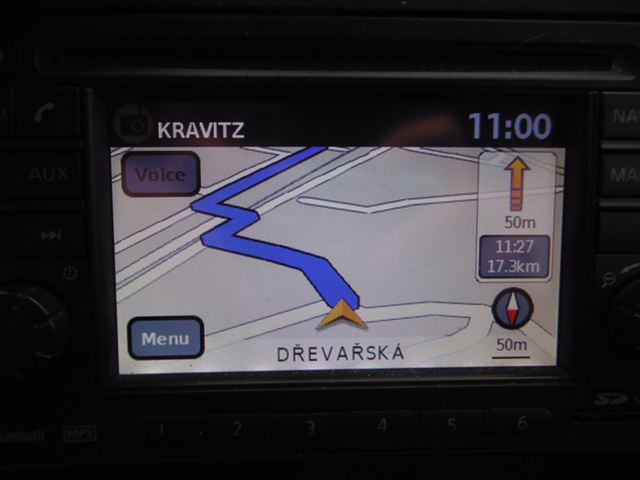 KRAVITZ 11:00
Voice
50m
11:27
17.3km
Menu
DŘEVAŘSKÁ
50m
AUX
MP3
1 2 3 4 5 6